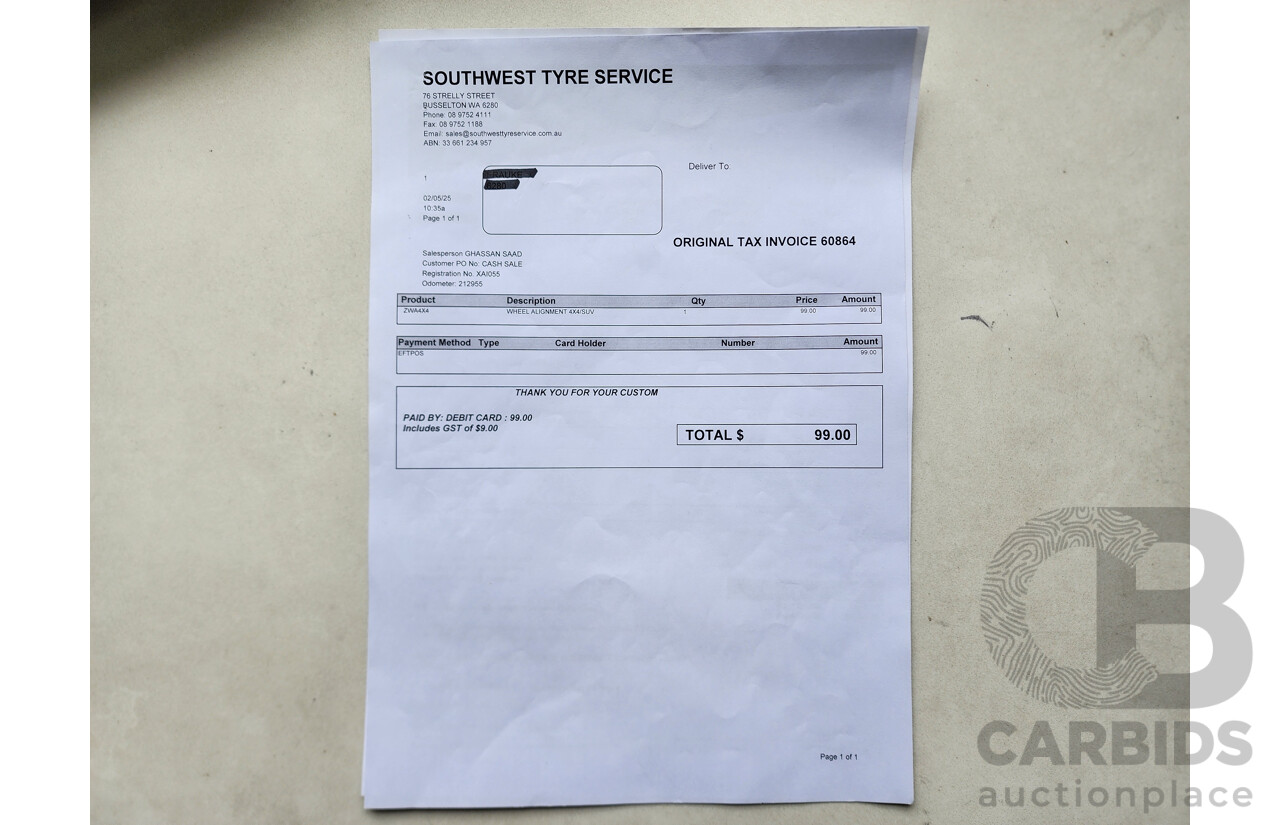 SOUTHWEST TYRE SERVICE
76 STRELLY STREET
BUSSELTON WA 6280
Phone: 08 9752 4111
Fax: 08 9752 1188
Email: sales@southwesttyreservice.com.au
ABN: 33 661 234 957
Deliver To.
1
02/05/25
10:35a
Page 1 of 1
ORIGINAL TAX INVOICE 60864
Salesperson GHASSAN SAAD
Customer PO No: CASH SALE
Registration No. XAI055
Odometer: 212955
Product Description Qty Price Amount
ZWA4X4 WHEEL ALIGNMENT 4X4/SUV 1 99.00 99.00
Payment Method Type Card Holder Number Amount
EFTPOS 99.00
THANK YOU FOR YOUR CUSTOM
PAID BY: DEBIT CARD : 99.00
Includes GST of $9.00
TOTAL $ 99.00
Page 1 of 1
CB
CARBIDS
auctionplace